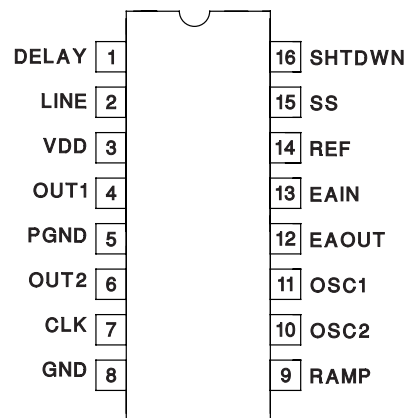 DELAY 1 16 SHTDWN
LINE 2 15 SS
VDD 3 14 REF
OUT1 4 13 EAIN
PGND 5 12 EAOUT
OUT2 6 11 OSC1
CLK 7 10 OSC2
GND 8 9 RAMP